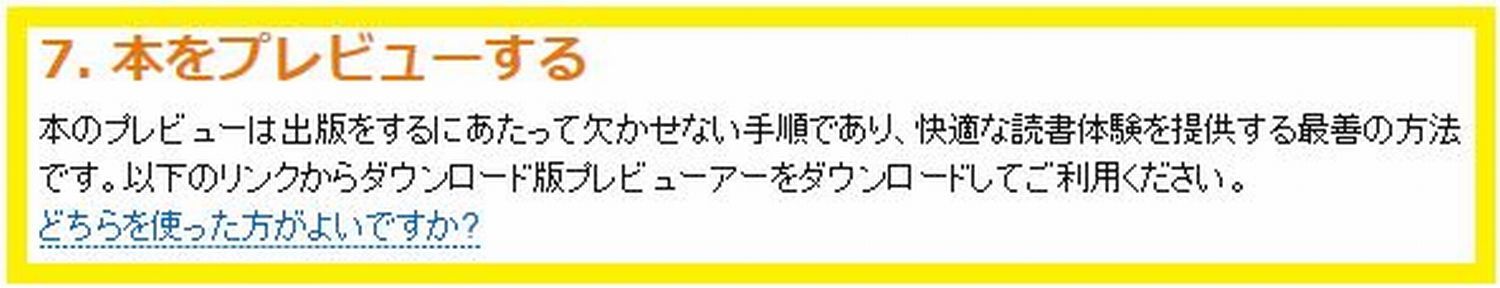 7. 本をプレビューする
本のプレビューは出版をするにあたって欠かせない手順であり、快適な読書体験を提供する最善の方法
です。以下のリンクからダウンロード版プレビューアーをダウンロードしてご利用ください。
どちらを使った方がよいですか?